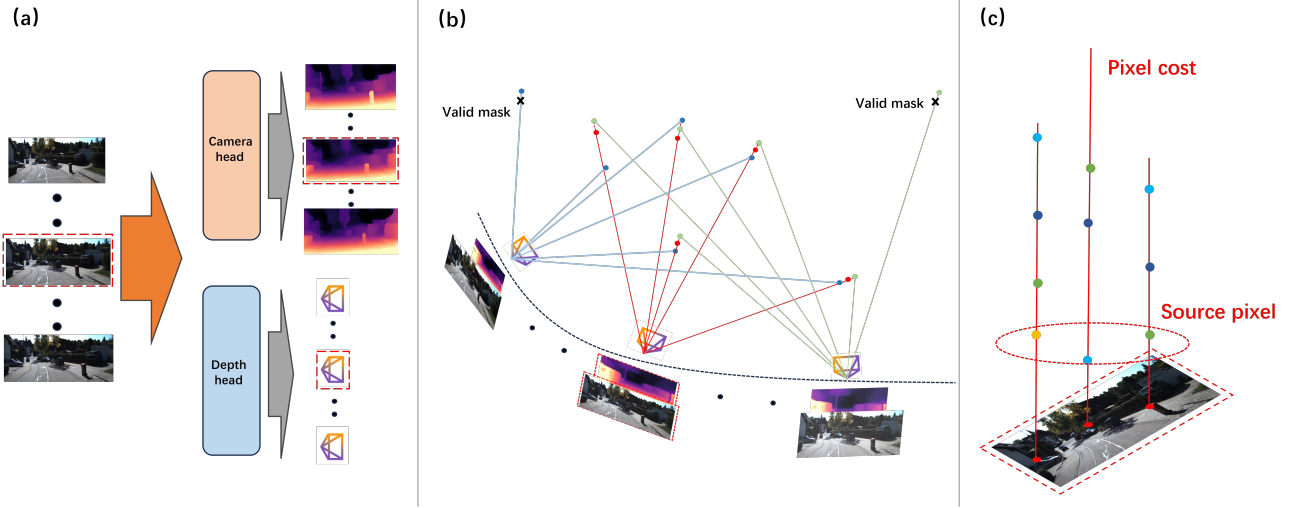 (a)
Camera
head
Depth
head
(b)
Valid mask
Valid mask
(c)
Pixel cost
Source pixel